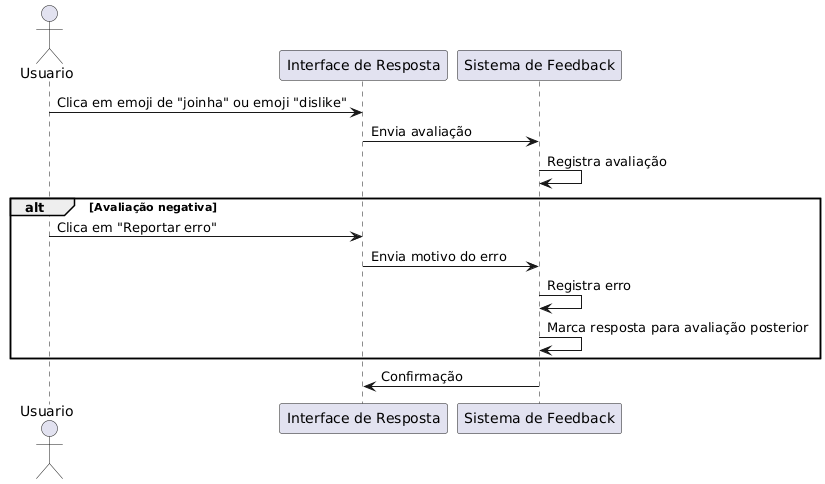 Usuario
Interface de Resposta
Sistema de Feedback
Clica em emoji de "joinha" ou emoji "dislike"
Envia avaliação
Registra avaliação
alt
[Avaliação negativa]
Clica em "Reportar erro"
Envia motivo do erro
Registra erro
Marca resposta para avaliação posterior
Confirmação
Usuario
Interface de Resposta
Sistema de Feedback